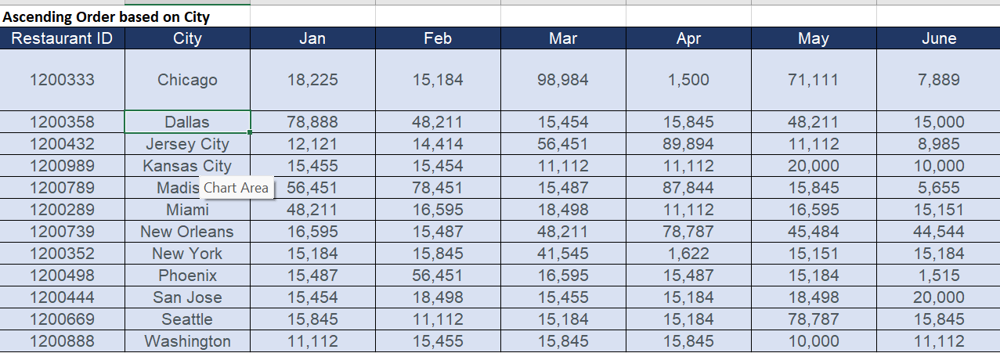 Ascending Order based on City
Restaurant ID City Jan Feb Mar Apr May June
1200333 Chicago 18,225 15,184 98,984 1,500 71,111 7,889
1200358 Dallas 78,888 48,211 15,454 15,845 48,211 15,000
1200432 Jersey City 12,121 14,414 56,451 89,894 11,112 8,985
1200989 Kansas City 15,455 15,454 11,112 11,112 20,000 10,000
1200789 Madis Chart Area 56,451 78,451 15,487 87,844 15,845 5,655
1200289 Miami 48,211 16,595 18,498 11,112 16,595 15,151
1200739 New Orleans 16,595 15,487 48,211 78,787 45,484 44,544
1200352 New York 15,184 15,845 41,545 1,622 15,151 15,184
1200498 Phoenix 15,487 56,451 16,595 15,487 15,184 1,515
1200444 San Jose 15,454 18,498 15,455 15,184 18,498 20,000
1200669 Seattle 15,845 11,112 15,184 15,184 78,787 15,845
1200888 Washington 11,112 15,455 15,845 15,845 10,000 11,112